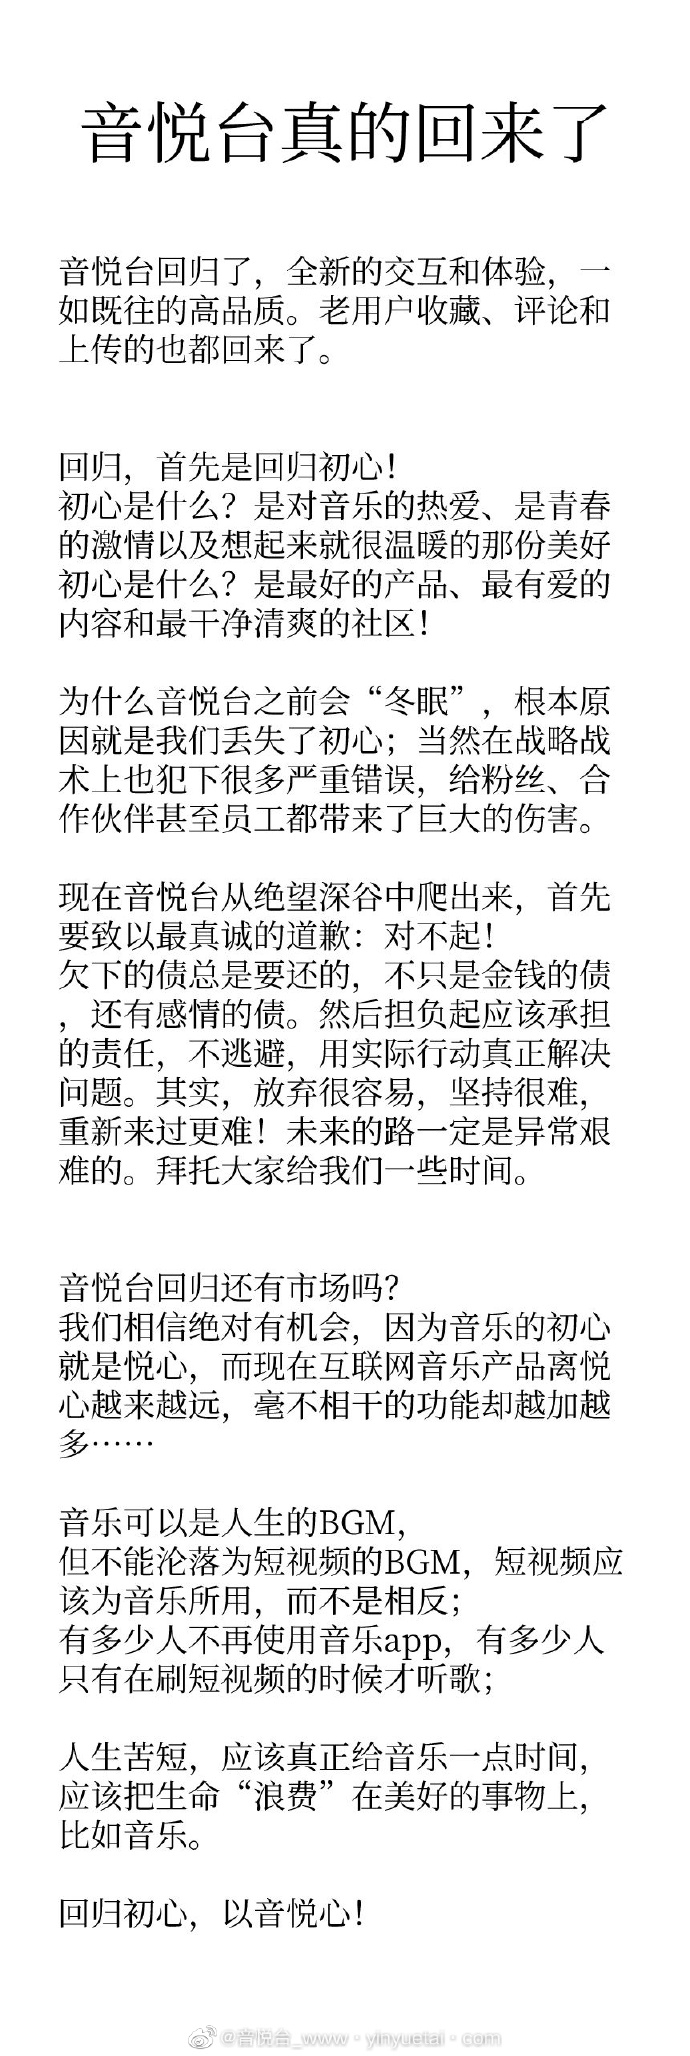 音悦台真的回来了
音悦台回归了，全新的交互和体验，一
如既往的高品质。老用户收藏、评论和
上传的也都回来了。
回归，首先是回归初心！
初心是什么？是对音乐的热爱、是青春
的激情以及想起来就很温暖的那份美好
初心是什么？是最好的产品、最有爱的
内容和最干净清爽的社区！
为什么音悦台之前会“冬眠”，根本原
因就是我们丢失了初心；当然在战略战
术上也犯下很多严重错误，给粉丝、合
作伙伴甚至员工都带来了巨大的伤害。
现在音悦台从绝望深谷中爬出来，首先
要致以最真诚的道歉：对不起！
欠下的债总是要还的，不只是金钱的债
，还有感情的债。然后担负起应该承担
的责任，不逃避，用实际行动真正解决
问题。其实，放弃很容易，坚持很难，
重新来过更难！未来的路一定是异常艰
难的。拜托大家给我们一些时间。
音悦台回归还有市场吗？
我们相信绝对有机会，因为音乐的初心
就是悦心，而现在互联网音乐产品离悦
心越来越远，毫不相干的功能却越加越
多……
音乐可以是人生的BGM，
但不能沦落为短视频的BGM，短视频应
该为音乐所用，而不是相反；
有多少人不再使用音乐app，有多少人
只有在刷短视频的时候才听歌；
人生苦短，应该真正给音乐一点时间，
应该把生命“浪费”在美好的事物上，
比如音乐。
回归初心，以音悦心！
@音悦台_www·yinyuetai·com